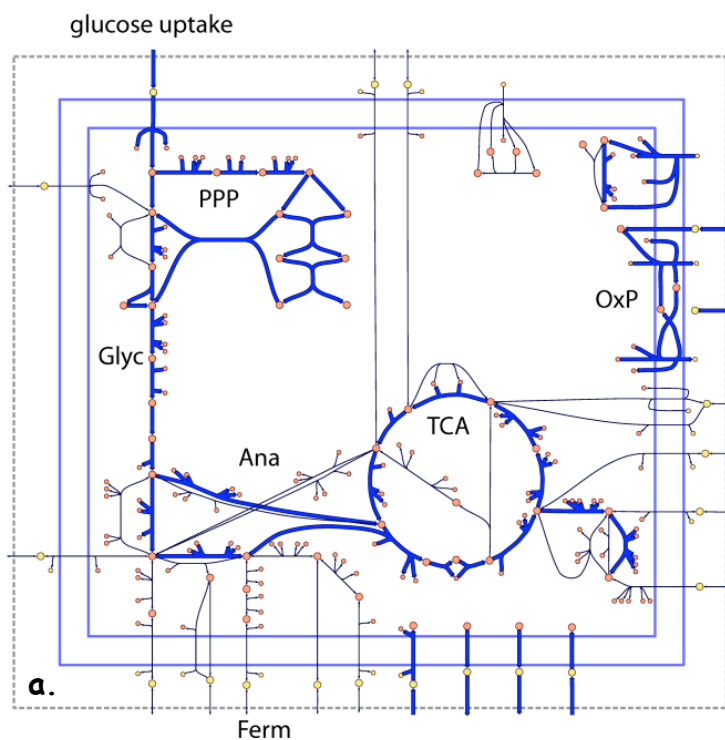 glucose uptake
PPP
OxP
Glyc
TCA
Ana
a.
Ferm